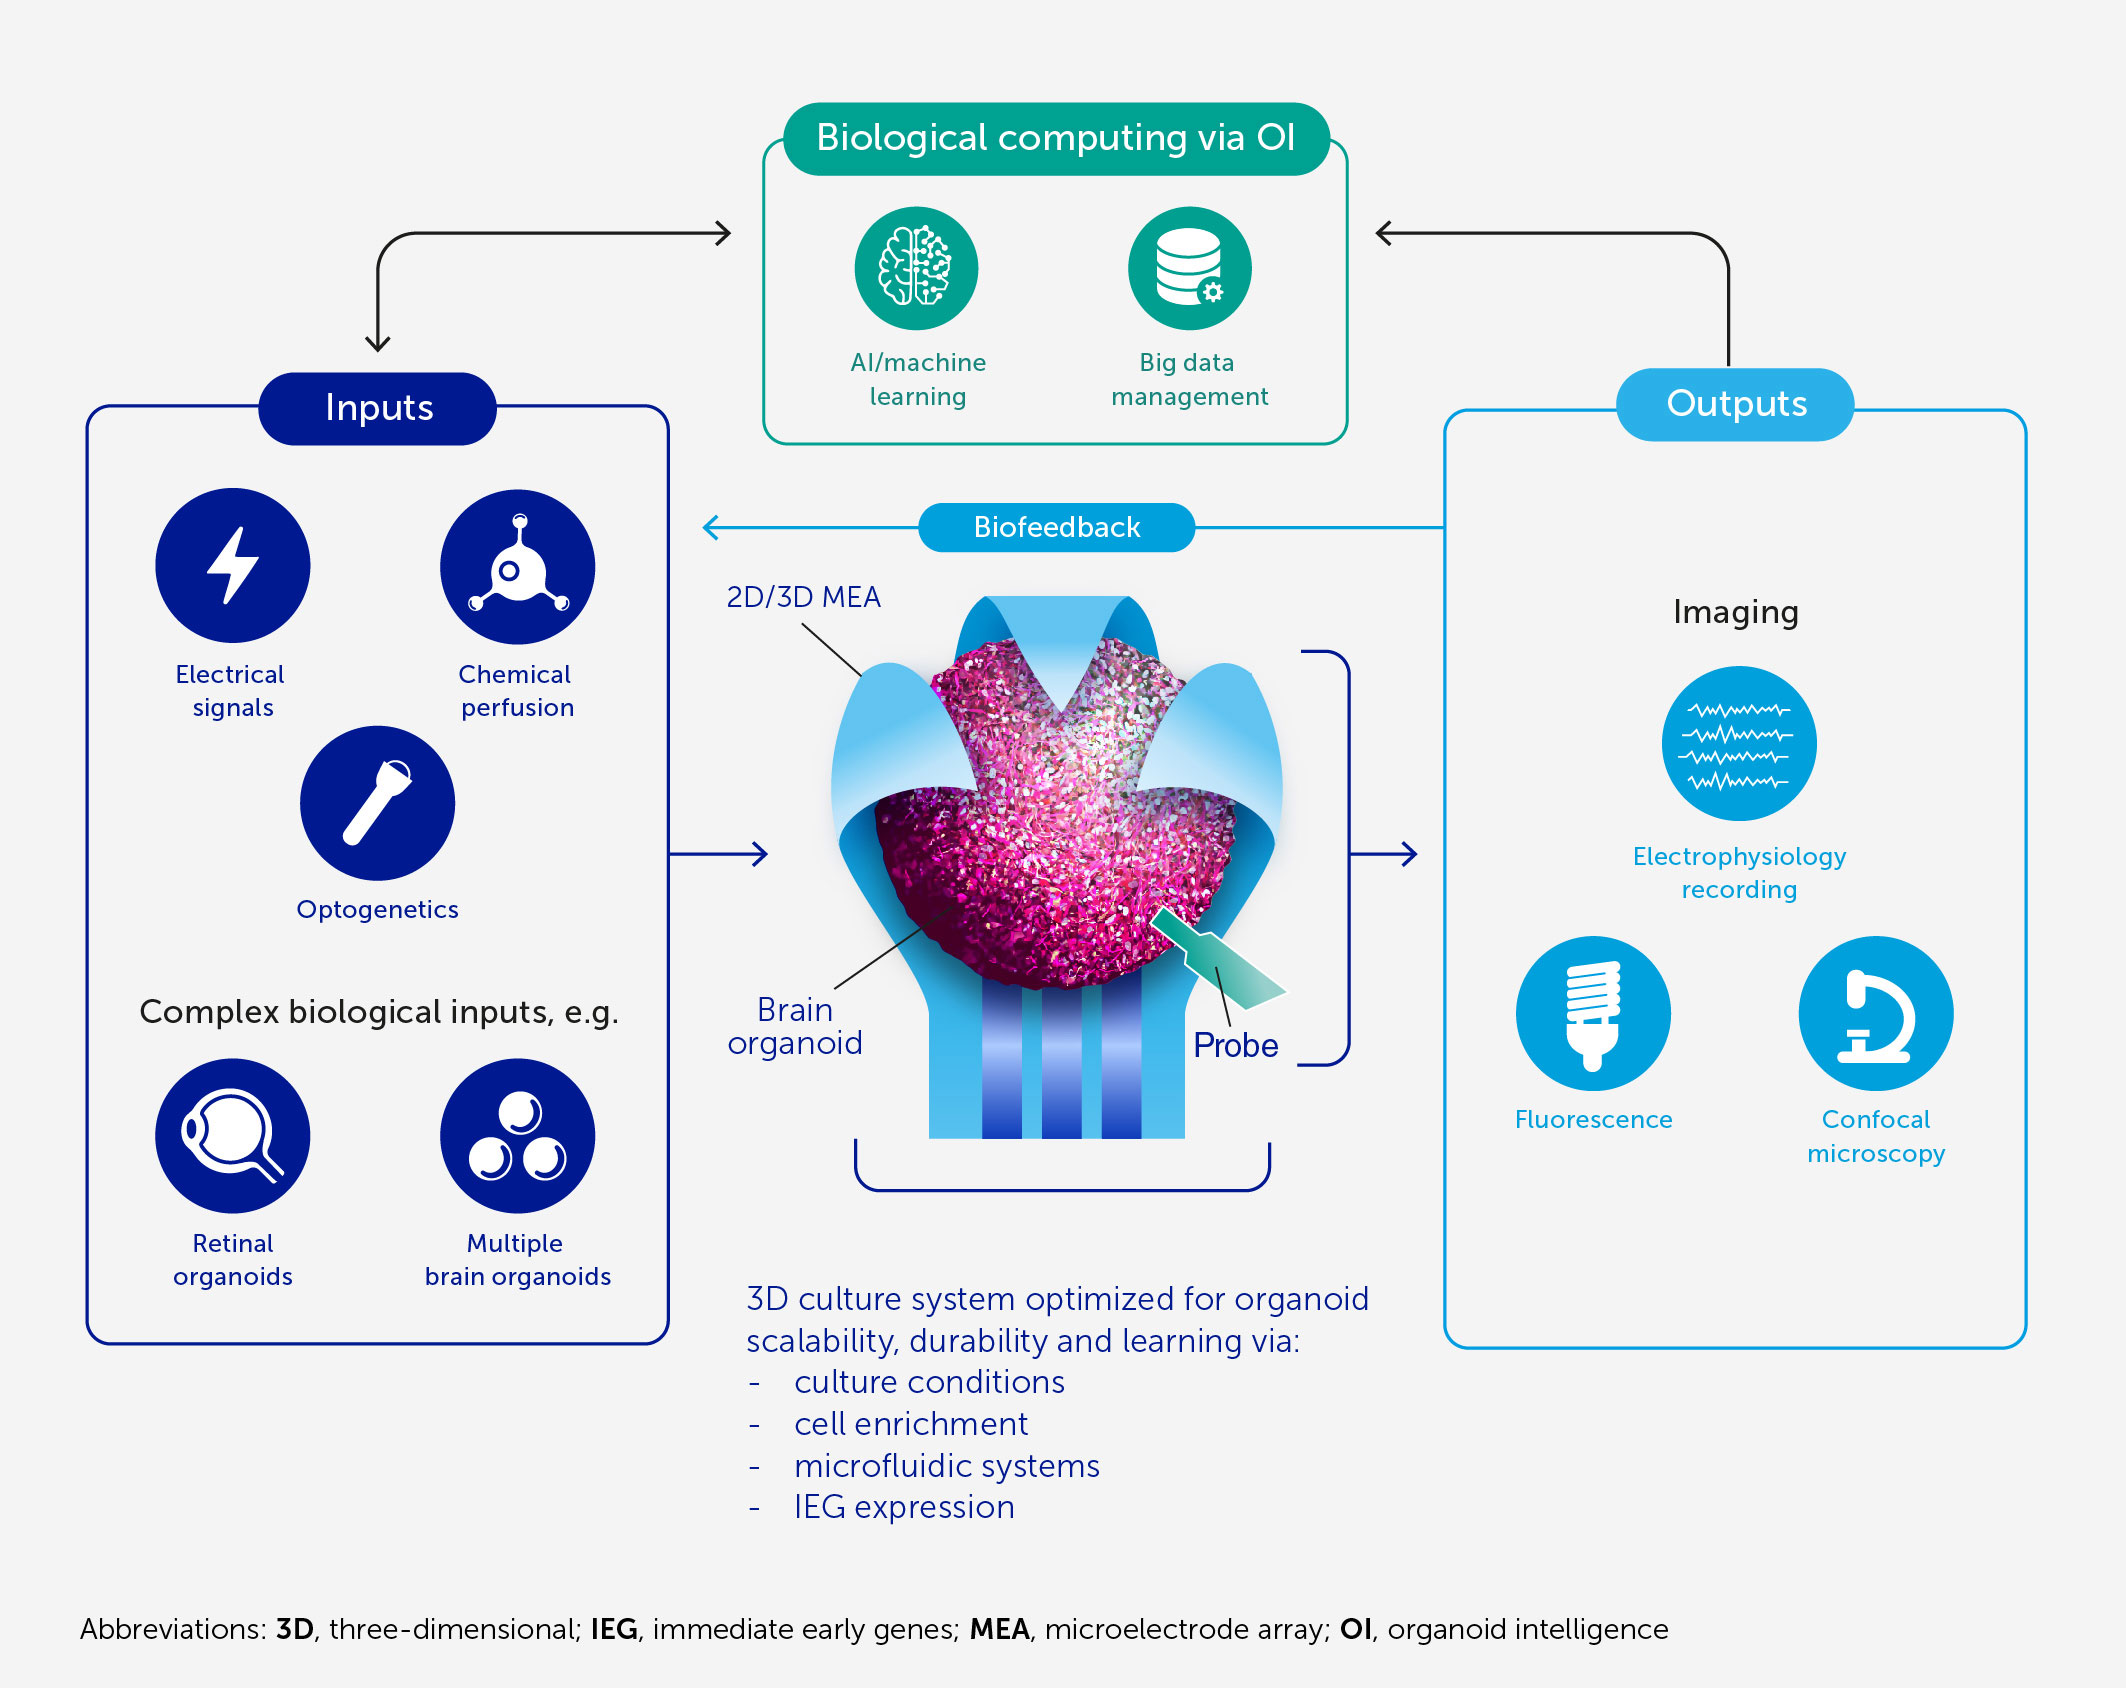 Biological computing via OI
AI/machine
learning
Big data
management
Inputs
Electrical
signals
Chemical
perfusion
Optogenetics
Complex biological inputs, e.g.
Retinal
organoids
Multiple
brain organoids
Biofeedback
2D/3D MEA
Brain
organoid
Probe
Outputs
Imaging
Electrophysiology
recording
Fluorescence
Confocal
microscopy
3D culture system optimized for organoid
scalability, durability and learning via:
- culture conditions
- cell enrichment
- microfluidic systems
- IEG expression
Abbreviations: 3D, three-dimensional; IEG, immediate early genes; MEA, microelectrode array; OI, organoid intelligence